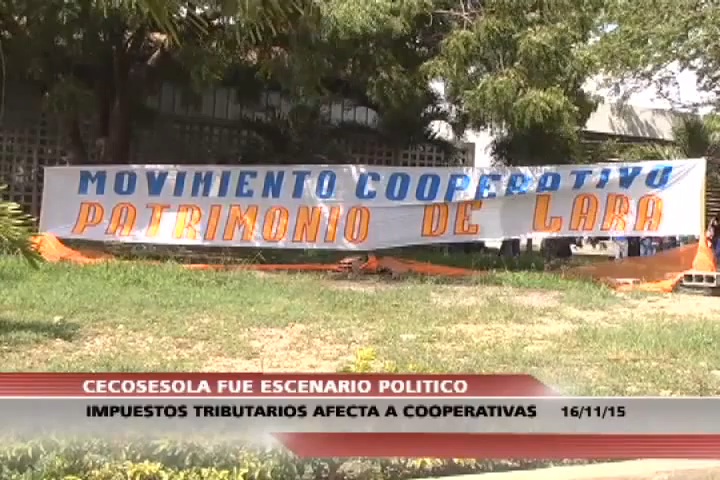 MOVIMIENTO COOPERATIVO
PATRIMONIO DE LARA
CECOSESOLA FUE ESCENARIO POLITICO
IMPUESTOS TRIBUTARIOS AFECTA A COOPERATIVAS 16/11/15